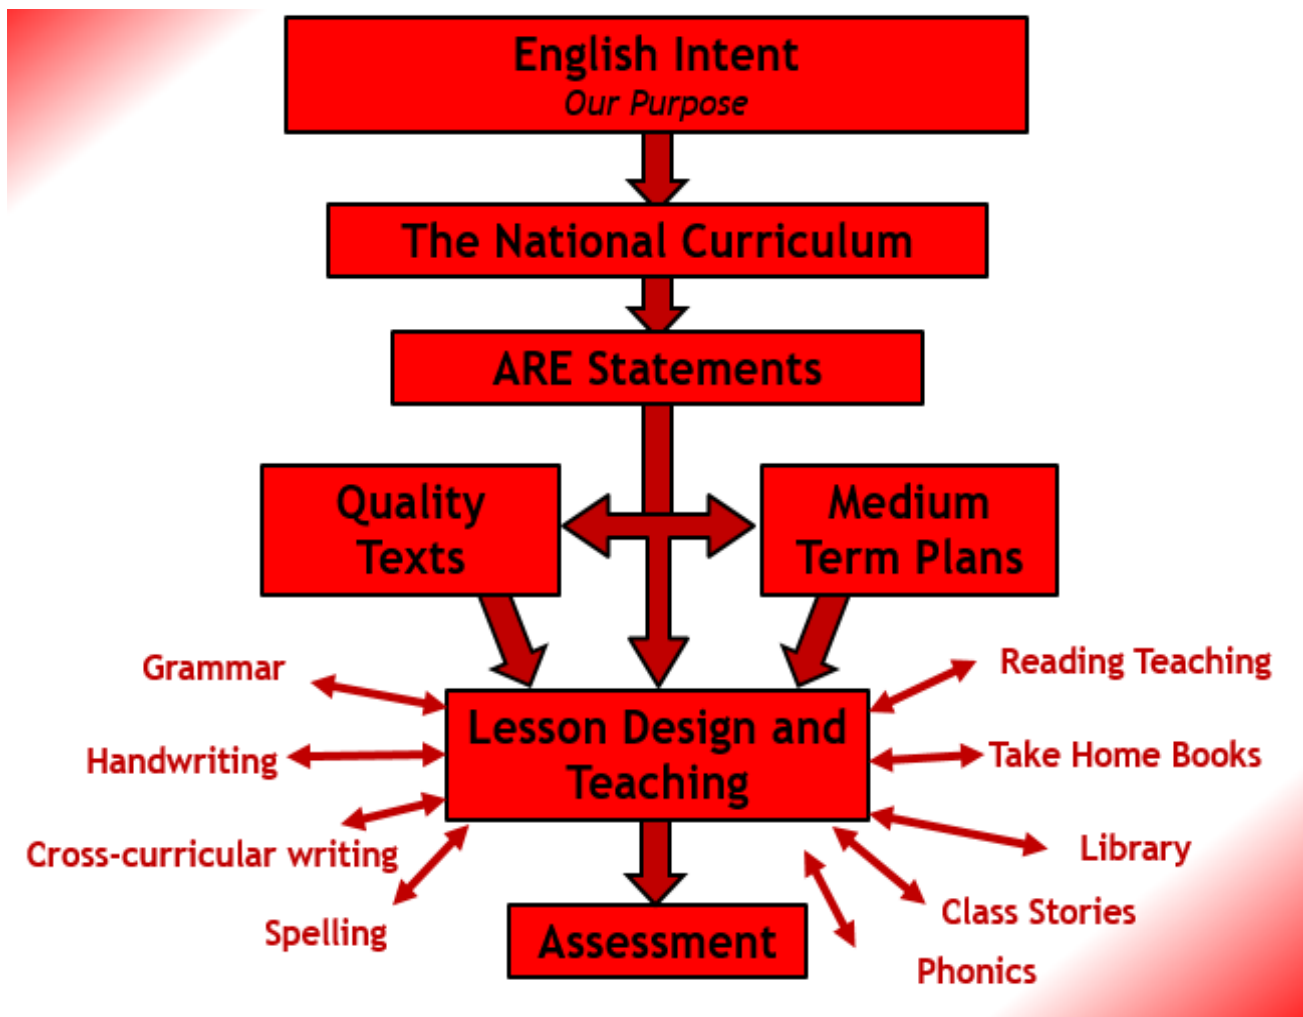 English Intent
Our Purpose
The National Curriculum
ARE Statements
Quality
Texts
Medium
Term Plans
Lesson Design and
Teaching
Grammar
Handwriting
Cross-curricular writing
Spelling
Reading Teaching
Take Home Books
Library
Class Stories
Phonics
Assessment